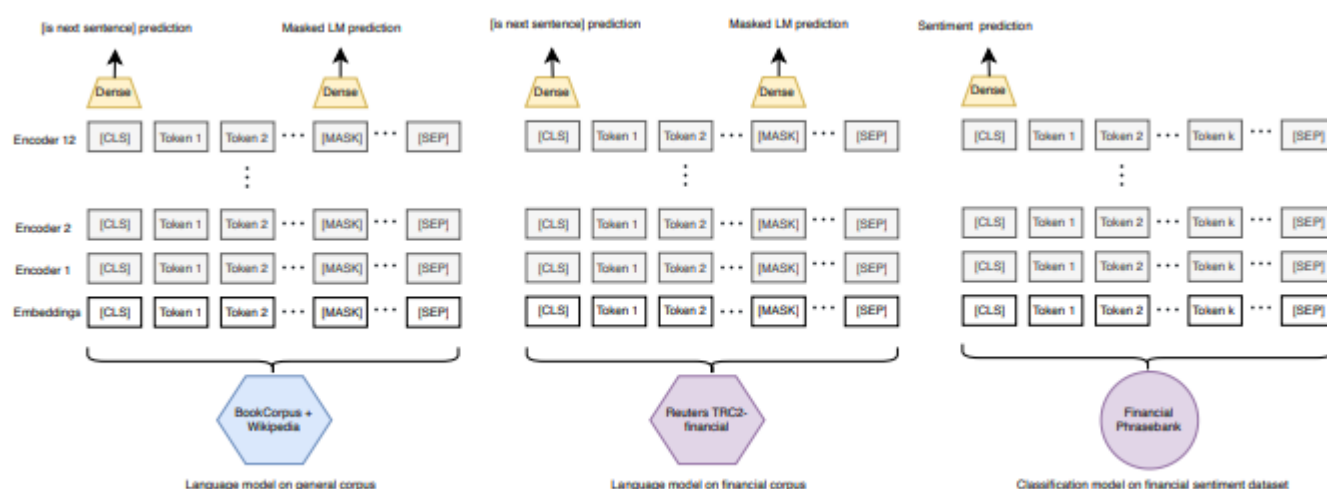 [is next sentence] prediction
Masked LM prediction
[is next sentence] prediction
Masked LM prediction
Sentiment prediction
Dense
Dense
Dense
Dense
Dense
Encoder 12
[CLS] Token 1 Token 2 ··· [MASK] ··· [SEP]
[CLS] Token 1 Token 2 ··· [MASK] ··· [SEP]
[CLS] Token 1 Token 2 ··· Token k ··· [SEP]
Encoder 2
[CLS] Token 1 Token 2 ··· [MASK] ··· [SEP]
[CLS] Token 1 Token 2 ··· [MASK] ··· [SEP]
[CLS] Token 1 Token 2 ··· Token k ··· [SEP]
Encoder 1
[CLS] Token 1 Token 2 ··· [MASK] ··· [SEP]
[CLS] Token 1 Token 2 ··· [MASK] ··· [SEP]
[CLS] Token 1 Token 2 ··· Token k ··· [SEP]
Embeddings
[CLS] Token 1 Token 2 ··· [MASK] ··· [SEP]
[CLS] Token 1 Token 2 ··· [MASK] ··· [SEP]
[CLS] Token 1 Token 2 ··· Token k ··· [SEP]
BookCorpus +
Wikipedia
Reuters TRC2-
financial
Financial
Phrasebank
Language model on general corpus
Language model on financial corpus
Classification model on financial sentiment dataset